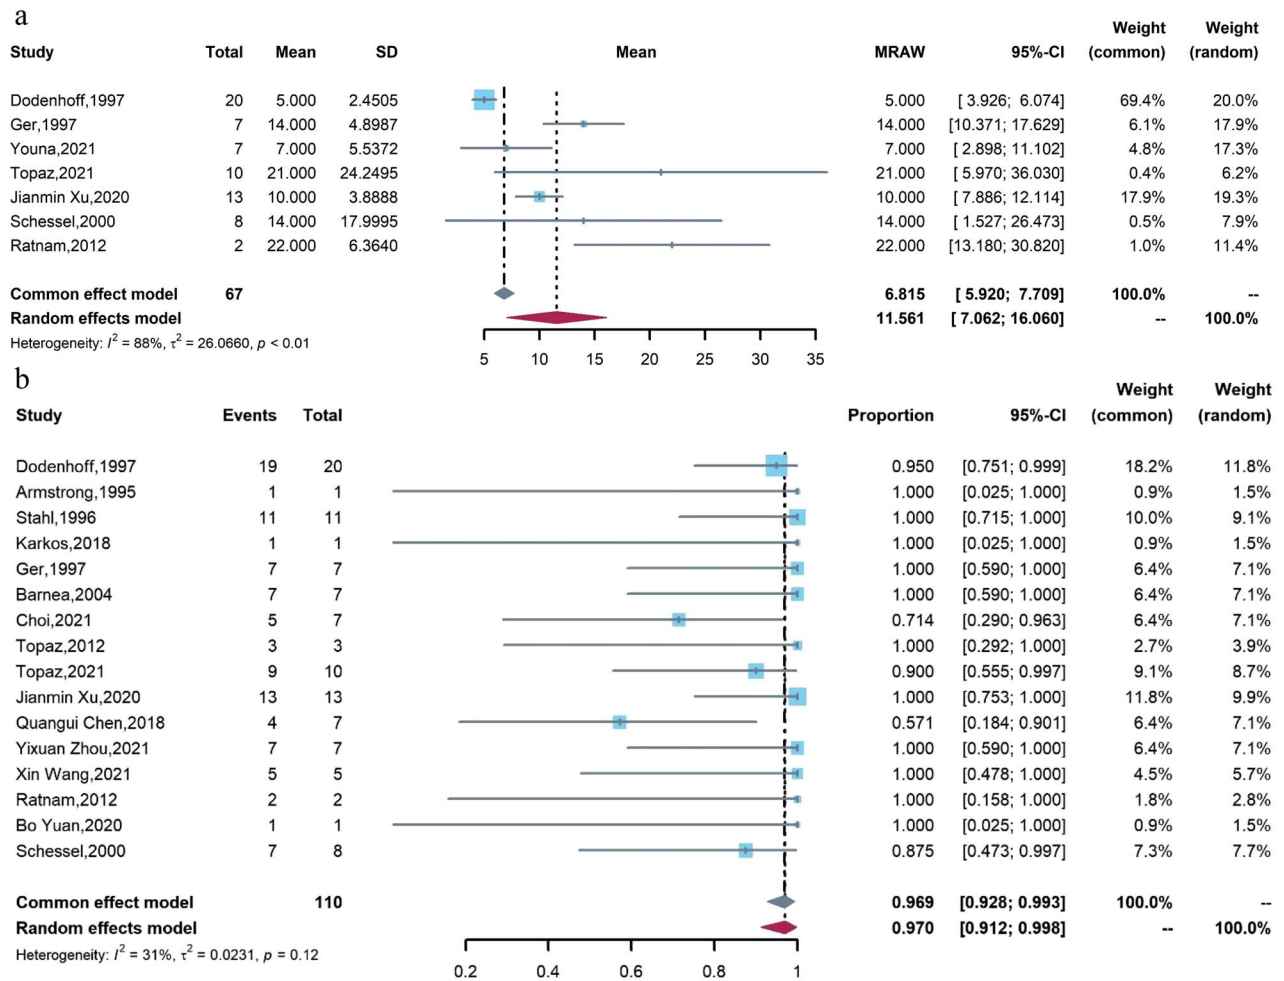 a
Weight Weight
Study Total Mean SD Mean MRAW 95%-CI (common) (random)
Dodenhoff,1997 20 5.000 2.4505 5.000 [ 3.926; 6.074] 69.4% 20.0%
Ger,1997 7 14.000 4.8987 14.000 [10.371; 17.629] 6.1% 17.9%
Youna,2021 7 7.000 5.5372 7.000 [ 2.898; 11.102] 4.8% 17.3%
Topaz,2021 10 21.000 24.2495 21.000 [ 5.970; 36.030] 0.4% 6.2%
Jianmin Xu,2020 13 10.000 3.8888 10.000 [ 7.886; 12.114] 17.9% 19.3%
Schessel,2000 8 14.000 17.9995 14.000 [ 1.527; 26.473] 0.5% 7.9%
Ratnam,2012 2 22.000 6.3640 22.000 [13.180; 30.820] 1.0% 11.4%
Common effect model 67 6.815 [ 5.920; 7.709] 100.0% --
Random effects model 11.561 [ 7.062; 16.060] -- 100.0%
Heterogeneity: I² = 88%, τ² = 26.0660, p < 0.01
5 10 15 20 25 30 35
b
Weight Weight
Study Events Total Proportion 95%-CI (common) (random)
Dodenhoff,1997 19 20 0.950 [0.751; 0.999] 18.2% 11.8%
Armstrong,1995 1 1 1.000 [0.025; 1.000] 0.9% 1.5%
Stahl,1996 11 11 1.000 [0.715; 1.000] 10.0% 9.1%
Karkos,2018 1 1 1.000 [0.025; 1.000] 0.9% 1.5%
Ger,1997 7 7 1.000 [0.590; 1.000] 6.4% 7.1%
Barnea,2004 7 7 1.000 [0.590; 1.000] 6.4% 7.1%
Choi,2021 5 7 0.714 [0.290; 0.963] 6.4% 7.1%
Topaz,2012 3 3 1.000 [0.292; 1.000] 2.7% 3.9%
Topaz,2021 9 10 0.900 [0.555; 0.997] 9.1% 8.7%
Jianmin Xu,2020 13 13 1.000 [0.753; 1.000] 11.8% 9.9%
Quangui Chen,2018 4 7 0.571 [0.184; 0.901] 6.4% 7.1%
Yixuan Zhou,2021 7 7 1.000 [0.590; 1.000] 6.4% 7.1%
Xin Wang,2021 5 5 1.000 [0.478; 1.000] 4.5% 5.7%
Ratnam,2012 2 2 1.000 [0.158; 1.000] 1.8% 2.8%
Bo Yuan,2020 1 1 1.000 [0.025; 1.000] 0.9% 1.5%
Schessel,2000 7 8 0.875 [0.473; 0.997] 7.3% 7.7%
Common effect model 110 0.969 [0.928; 0.993] 100.0% --
Random effects model 0.970 [0.912; 0.998] -- 100.0%
Heterogeneity: I² = 31%, τ² = 0.0231, p = 0.12
0.2 0.4 0.6 0.8 1